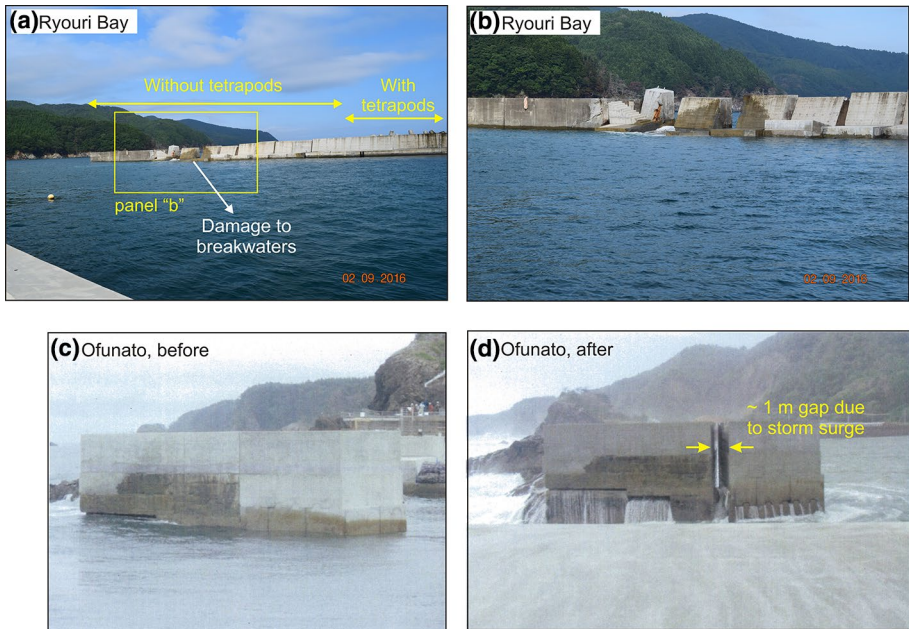 (a) Ryouri Bay
Without tetrapods
With
tetrapods
panel "b"
Damage to
breakwaters
02 09 2016
(b) Ryouri Bay
02 09 2016
(c) Ofunato, before
(d) Ofunato, after
~ 1 m gap due
to storm surge